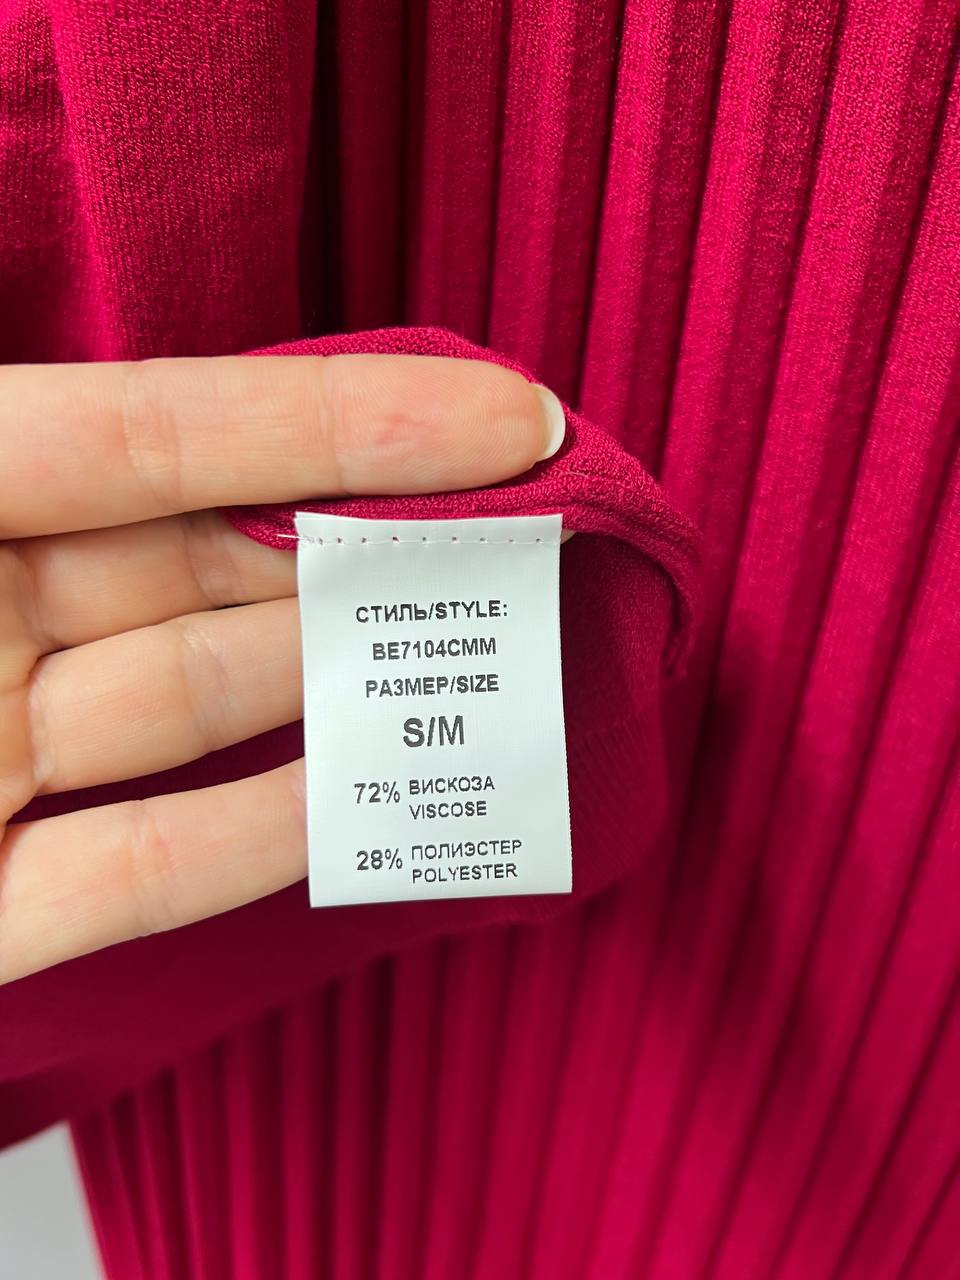 СТИЛЬ/STYLE:
BE7104CMM
РАЗМЕР/SIZE
S/M
72% ВИСКОЗА
VISCOSE
28% ПОЛИЭСТЕР
POLYESTER